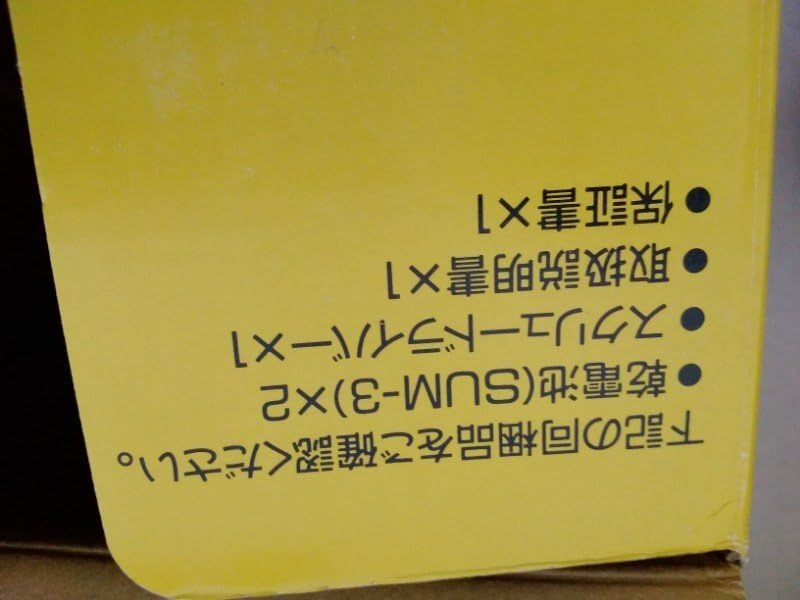 下記の同梱品をご確認ください。
●乾電池(SUM-3)×2
●スクリュードライバー×1
●取扱説明書×1
●保証書×1